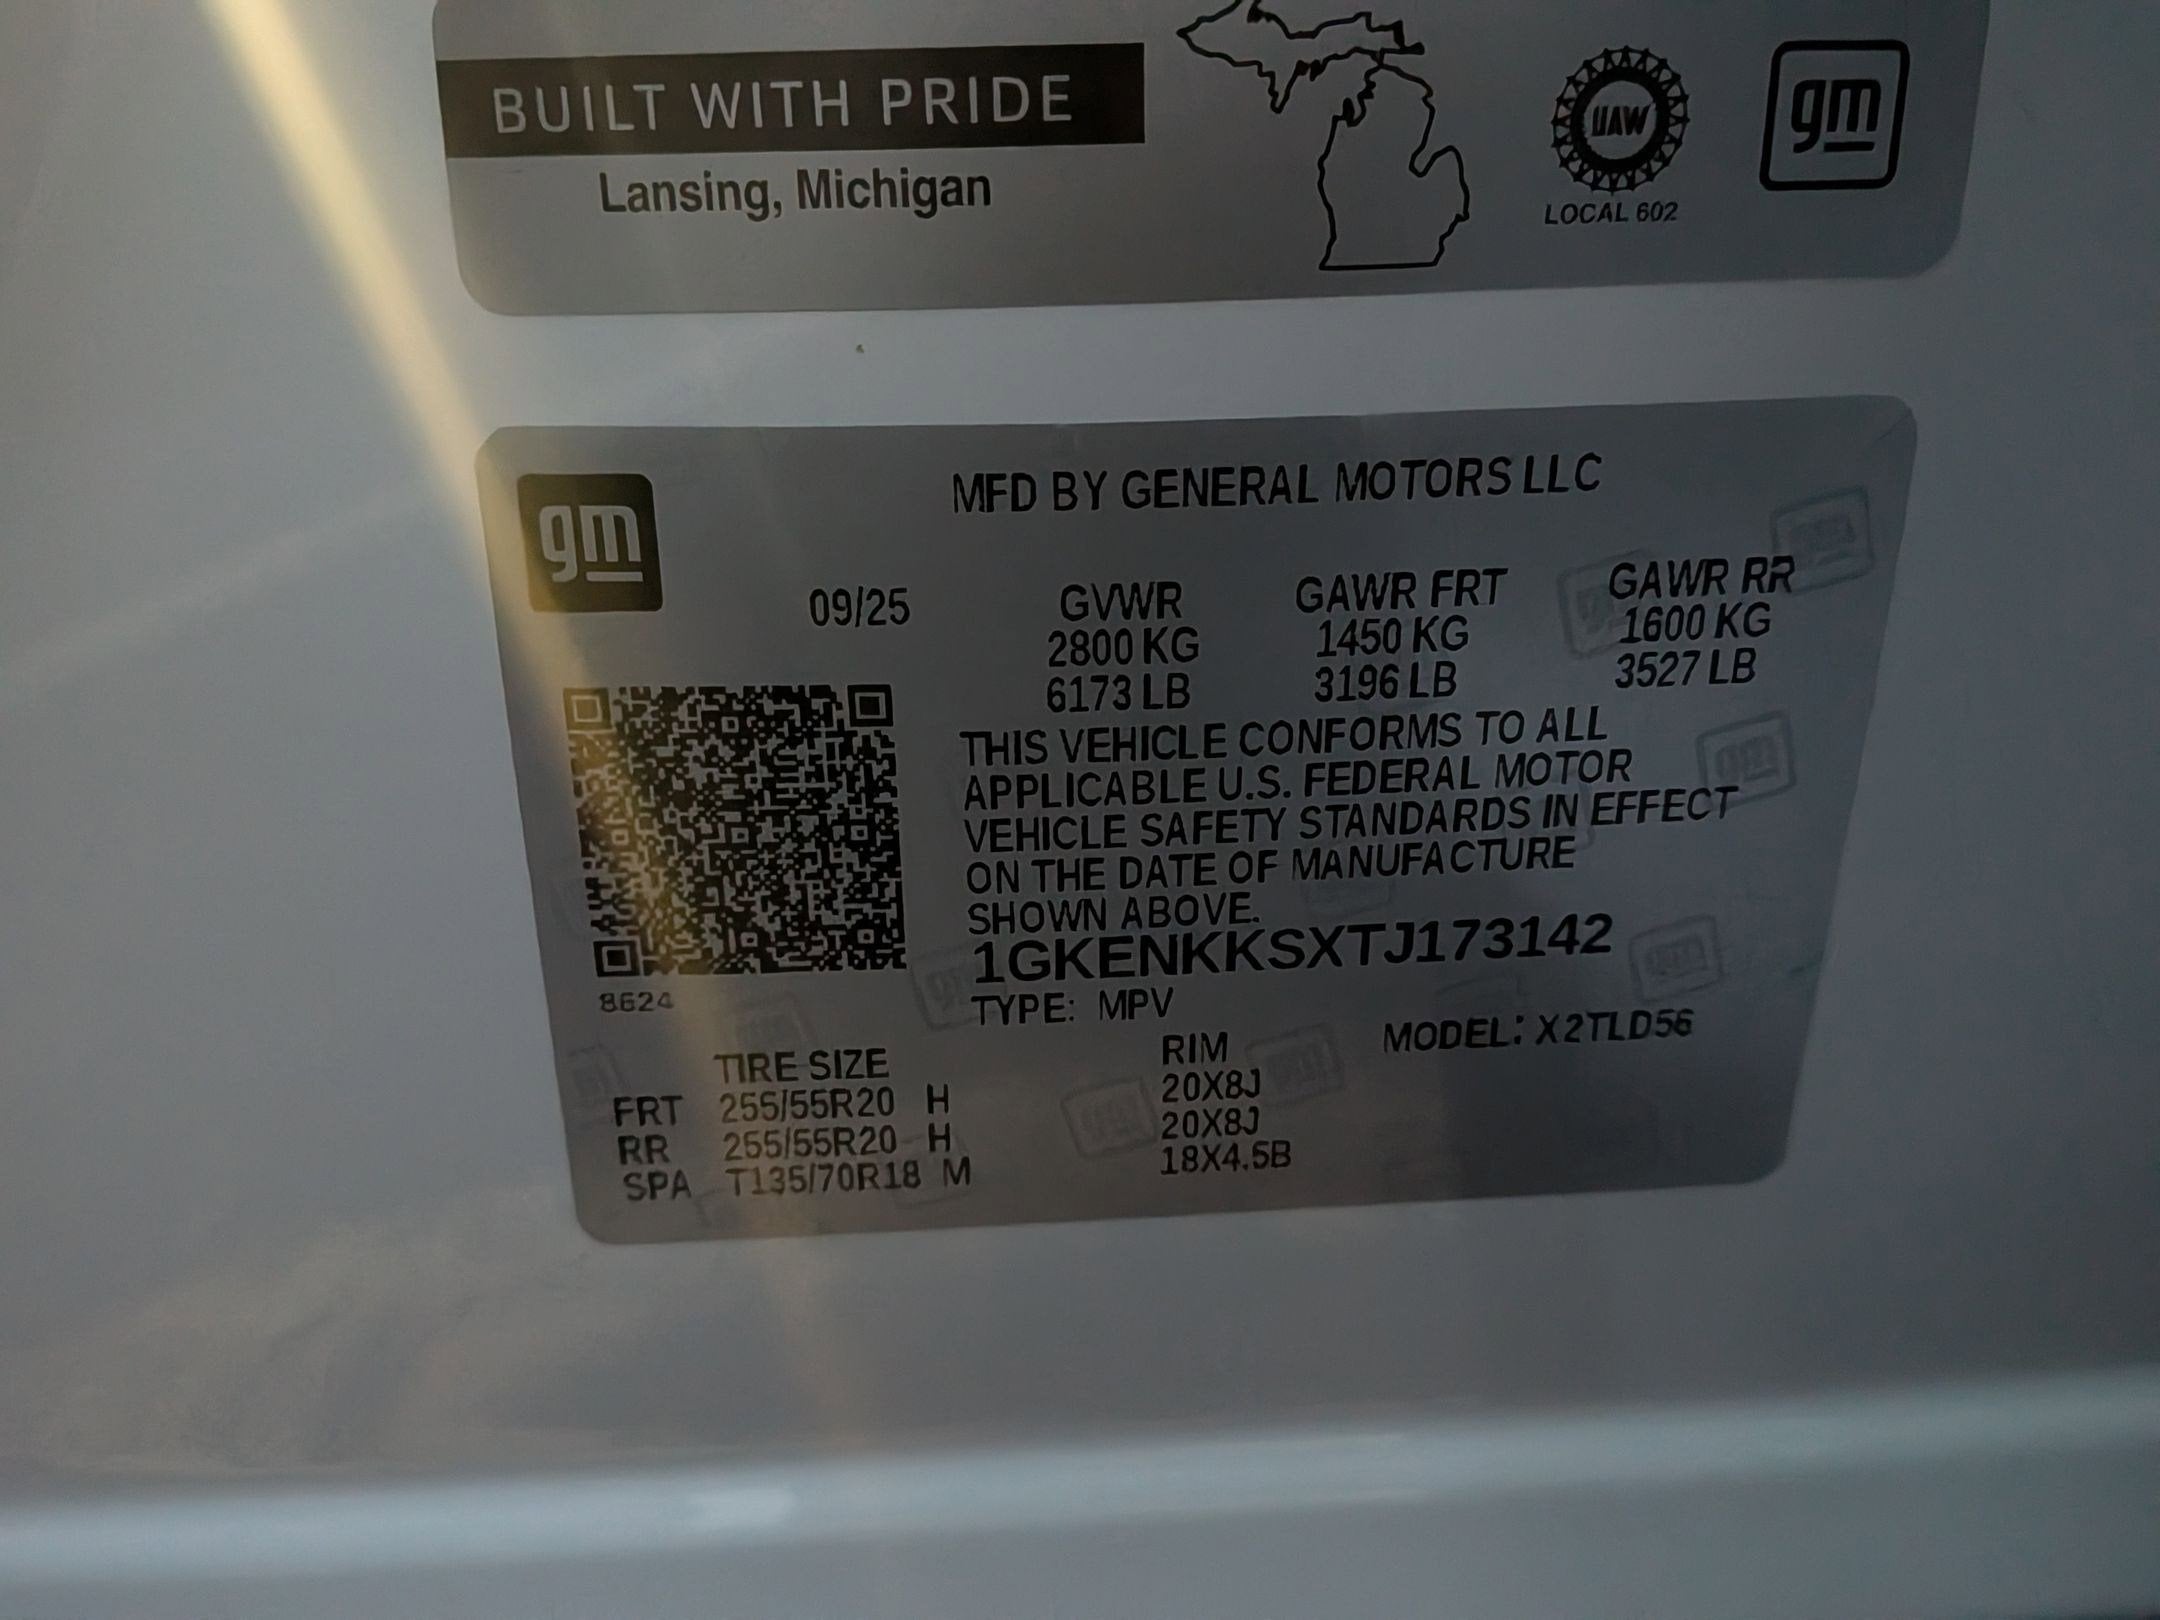 BUILT WITH PRIDE
Lansing, Michigan
UAW
LOCAL 602
gm
gm
MFD BY GENERAL MOTORS LLC
09/25 GVWR GAWR FRT GAWR RR
2800 KG 1450 KG 1600 KG
6173 LB 3196 LB 3527 LB
THIS VEHICLE CONFORMS TO ALL
APPLICABLE U.S. FEDERAL MOTOR
VEHICLE SAFETY STANDARDS IN EFFECT
ON THE DATE OF MANUFACTURE
SHOWN ABOVE.
1GKENKKSXTJ173142
8624
TYPE: MPV MODEL: X2TLD56
TIRE SIZE RIM
FRT 255/55R20 H 20X8J
RR 255/55R20 H 20X8J
SPA T135/70R18 M 18X4.5B